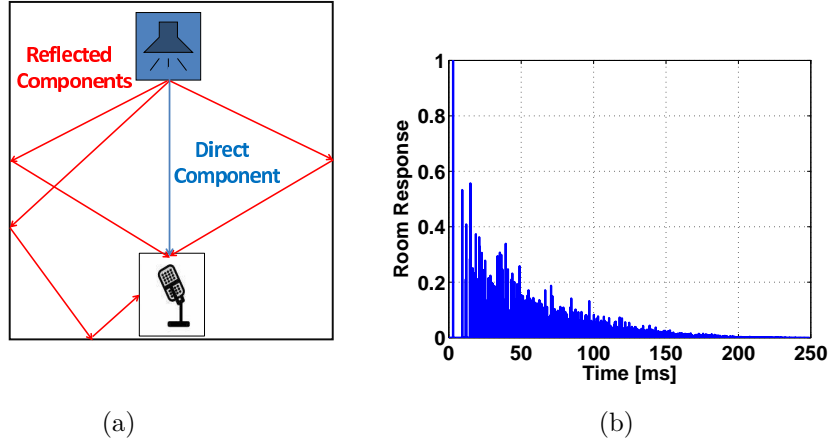 Reflected
Components
Direct
Component
(a)
Room Response
1
0.8
0.6
0.4
0.2
0
0 50 100 150 200 250
Time [ms]
(b)